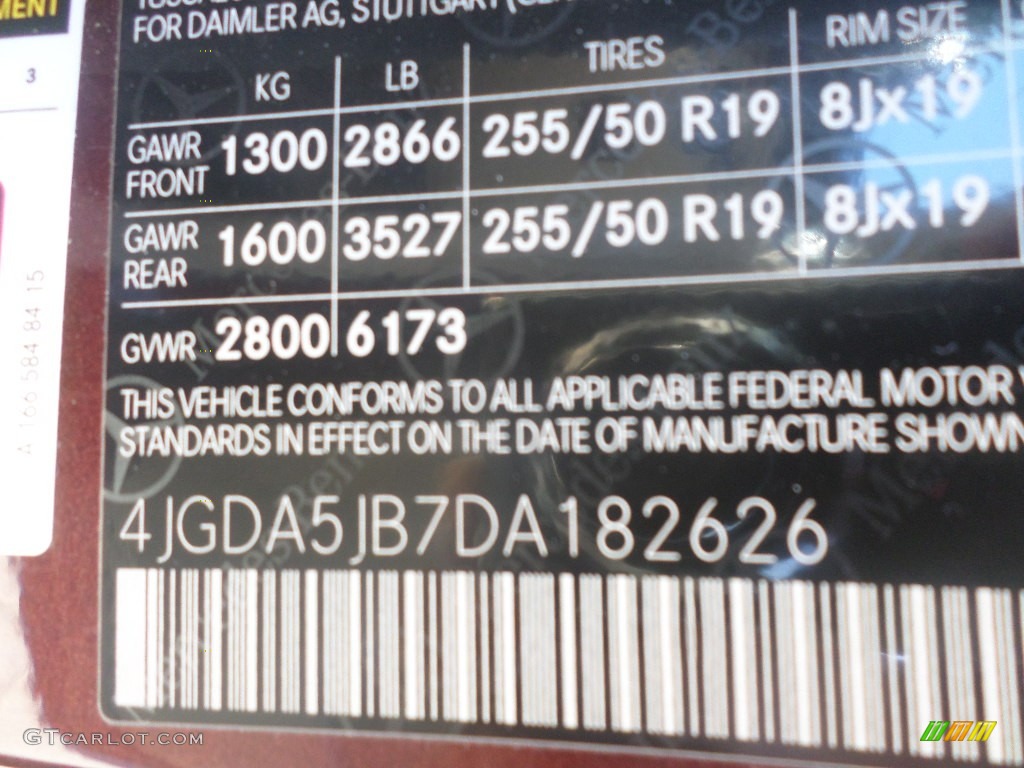 EMENT
3
A 166 584 84 15
FOR DAIMLER AG, STUTTGART
KG LB TIRES RIM SIZE
GAWR FRONT 1300 2866 255/50 R19 8Jx19
GAWR REAR 1600 3527 255/50 R19 8Jx19
GVWR 2800 6173
THIS VEHICLE CONFORMS TO ALL APPLICABLE FEDERAL MOTOR
STANDARDS IN EFFECT ON THE DATE OF MANUFACTURE SHOWN
4JGDA5JB7DA182626
GTCARLOT.COM